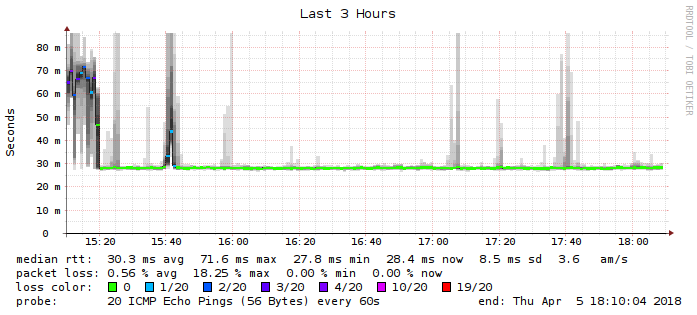 Last 3 Hours
RRDTOOL / TOBI OETIKER
Seconds
80 m
70 m
60 m
50 m
40 m
30 m
20 m
10 m
0
15:20 15:40 16:00 16:20 16:40 17:00 17:20 17:40 18:00
median rtt: 30.3 ms avg 71.6 ms max 27.8 ms min 28.4 ms now 8.5 ms sd 3.6 am/s
packet loss: 0.56 % avg 18.25 % max 0.00 % min 0.00 % now
loss color: 0 1/20 2/20 3/20 4/20 10/20 19/20
probe: 20 ICMP Echo Pings (56 Bytes) every 60s end: Thu Apr 5 18:10:04 2018